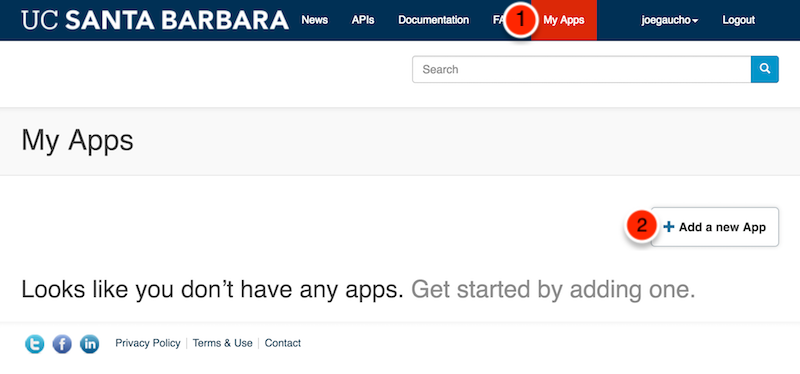 UC SANTA BARBARA News APIs Documentation FA 1 My Apps joegaucho Logout
Search
My Apps
2 + Add a new App
Looks like you don't have any apps. Get started by adding one.
Privacy Policy Terms & Use Contact